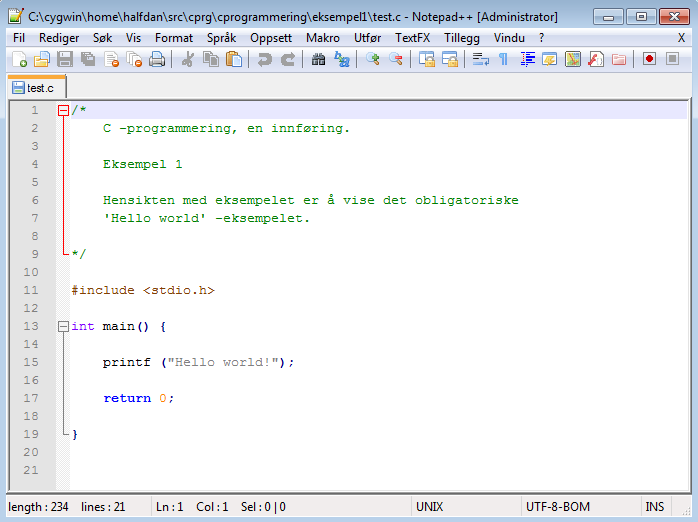 C:\cygwin\home\halfdan\src\cprg\cprogrammering\eksempel1\test.c - Notepad++ [Administrator]
Fil Rediger Søk Vis Format Språk Oppsett Makro Utfør TextFX Tillegg Vindu ? X
test.c
1 /*
2 C -programmering, en innføring.
3
4 Eksempel 1
5
6 Hensikten med eksempelet er å vise det obligatoriske
7 'Hello world' -eksempelet.
8
9 */
10
11 #include <stdio.h>
12
13 int main() {
14
15 printf ("Hello world!");
16
17 return 0;
18
19 }
20
21
length : 234 lines : 21 Ln : 1 Col : 1 Sel : 0 | 0 UNIX UTF-8-BOM INS